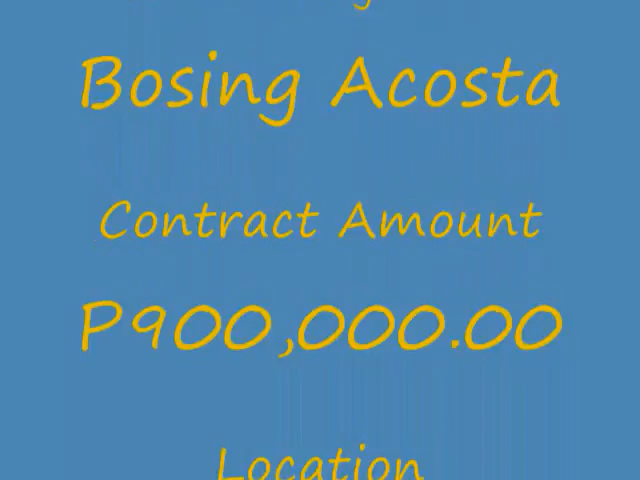 Bosing Acosta
Contract Amount
P900,000.00
Location